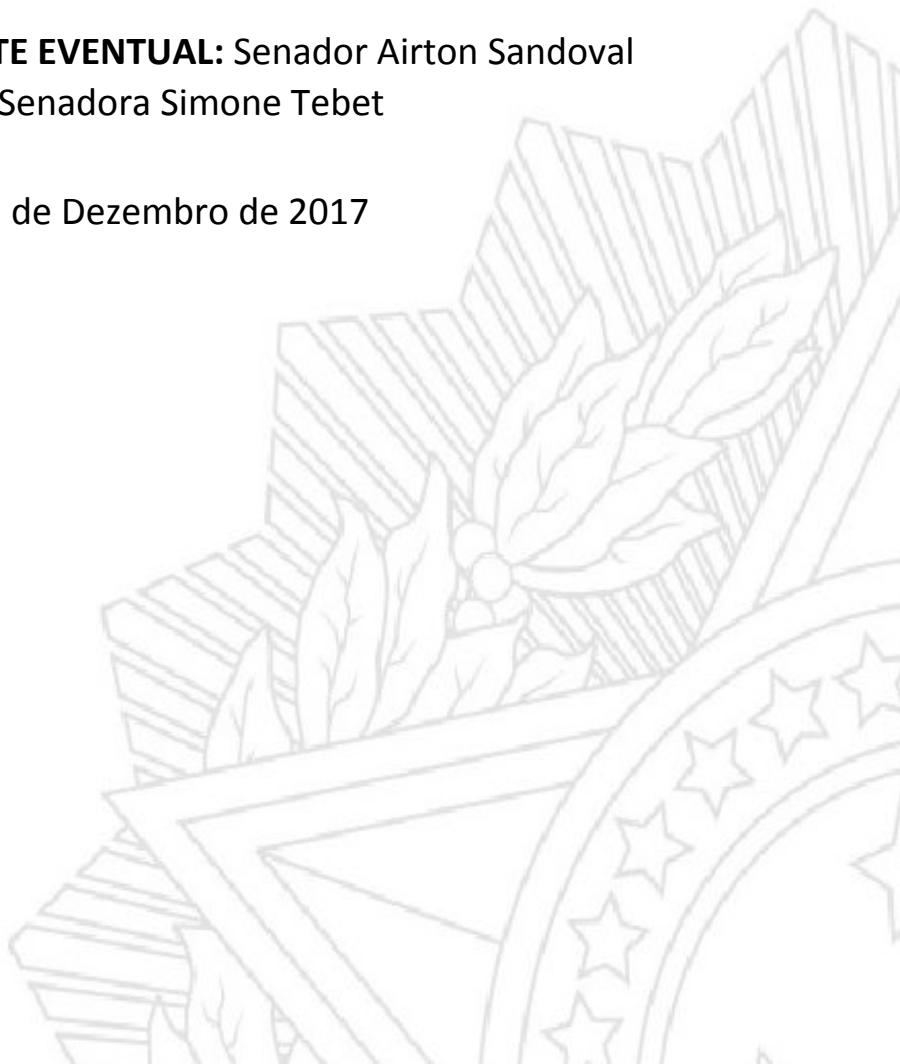 TE EVENTUAL: Senador Airton Sandoval
Senadora Simone Tebet
de Dezembro de 2017